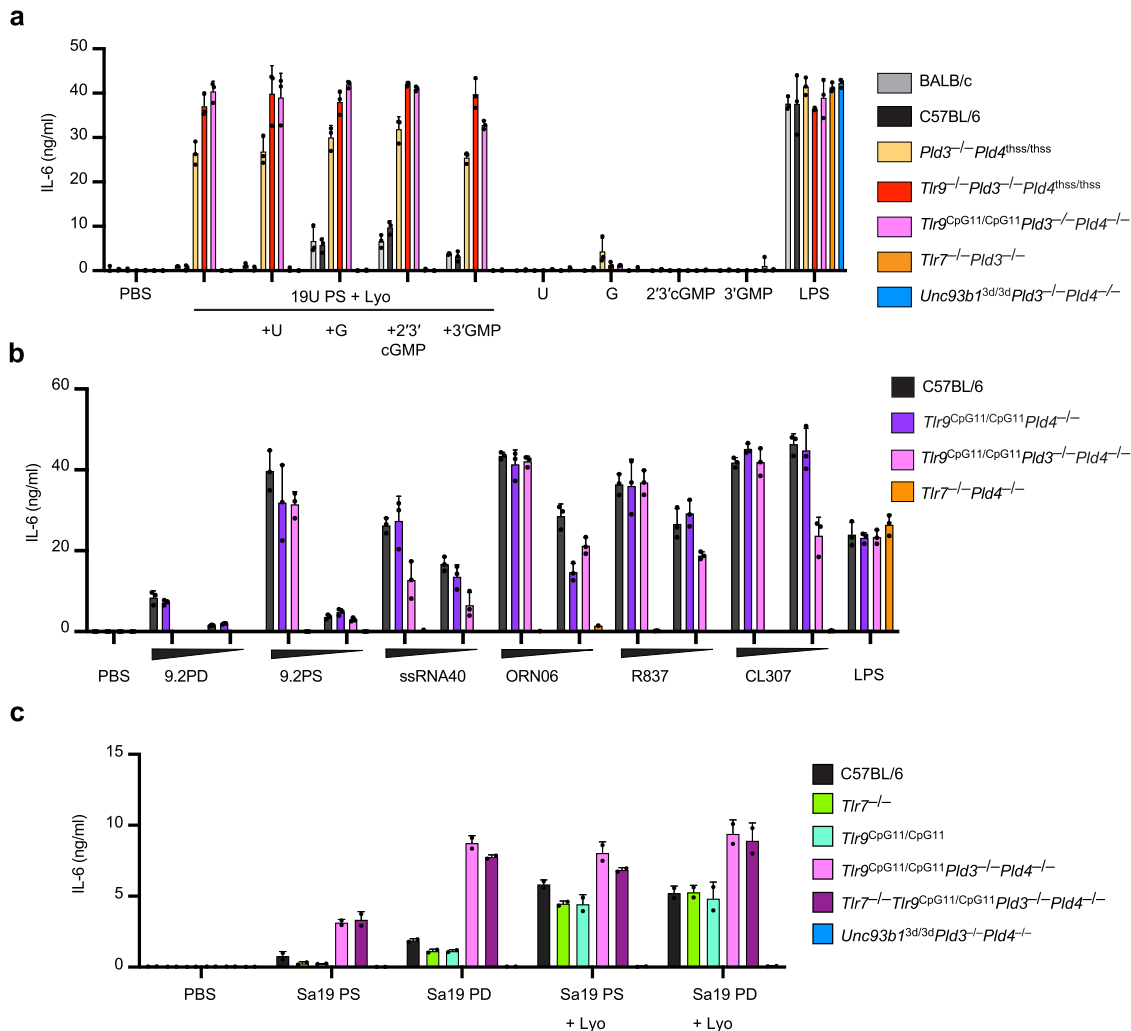 a
50
40
30
20
10
0
IL-6 (ng/ml)
PBS
19U PS + Lyo
U
G
2′3′cGMP
3′GMP
LPS
+U
+G
+2′3′
cGMP
+3′GMP
BALB/c
C57BL/6
Pld3–/–Pld4thss/thss
Tlr9–/–Pld3–/–Pld4thss/thss
Tlr9CpG11/CpG11Pld3–/–Pld4–/–
Tlr7–/–Pld3–/–
Unc93b13d/3dPld3–/–Pld4–/–
b
60
40
20
0
IL-6 (ng/ml)
PBS
9.2PD
9.2PS
ssRNA40
ORN06
R837
CL307
LPS
C57BL/6
Tlr9CpG11/CpG11Pld4–/–
Tlr9CpG11/CpG11Pld3–/–Pld4–/–
Tlr7–/–Pld4–/–
c
15
10
5
0
IL-6 (ng/ml)
PBS
Sa19 PS
Sa19 PD
Sa19 PS
+ Lyo
Sa19 PD
+ Lyo
C57BL/6
Tlr7–/–
Tlr9CpG11/CpG11
Tlr9CpG11/CpG11Pld3–/–Pld4–/–
Tlr7–/–Tlr9CpG11/CpG11Pld3–/–Pld4–/–
Unc93b13d/3dPld3–/–Pld4–/–